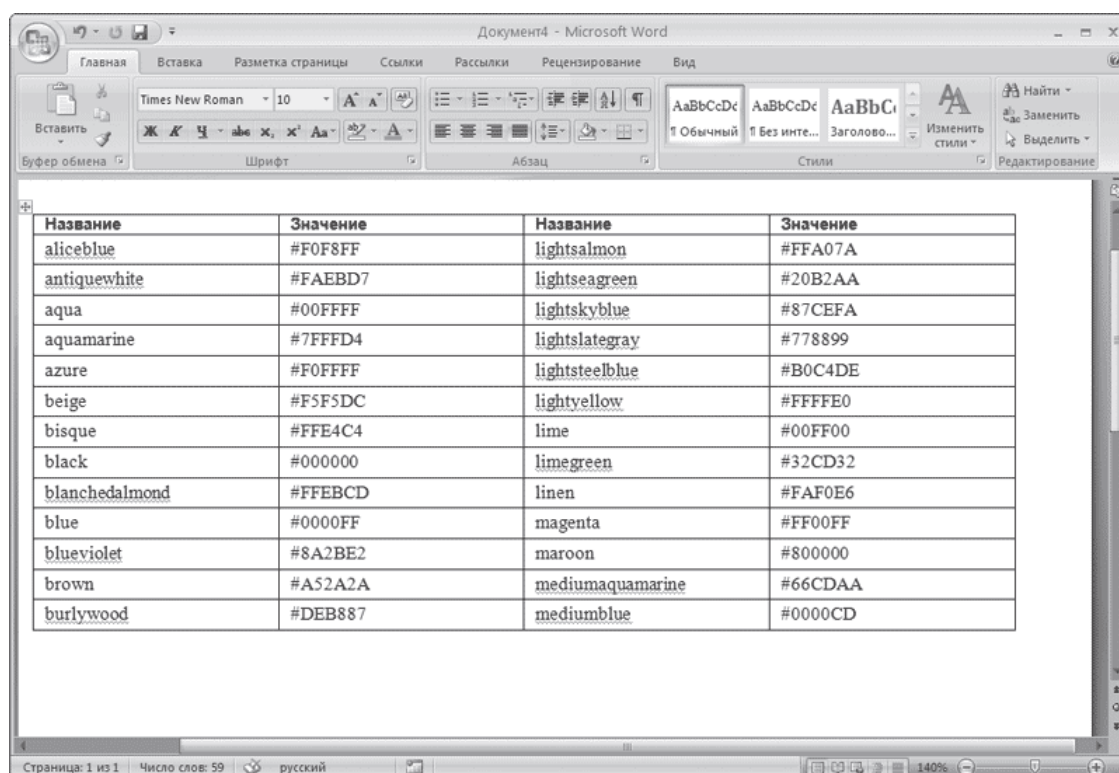 Документ4 - Microsoft Word
Главная Вставка Разметка страницы Ссылки Рассылки Рецензирование Вид
Times New Roman 10 AaBbCcDc AaBbCcDc AaBbC Найти
Вставить Ж К Ч abc x, x² Aa A ¶ Обычный ¶ Без инте... Заголово... Изменить стили Заменить
Выделить
Буфер обмена Шрифт Абзац Стили Редактирование
Название Значение Название Значение
aliceblue #F0F8FF lightsalmon #FFA07A
antiquewhite #FAEBD7 lightseagreen #20B2AA
aqua #00FFFF lightskyblue #87CEFA
aquamarine #7FFFD4 lightslategray #778899
azure #F0FFFF lightsteelblue #B0C4DE
beige #F5F5DC lightyellow #FFFFE0
bisque #FFE4C4 lime #00FF00
black #000000 limegreen #32CD32
blanchedalmond #FFEBCD linen #FAF0E6
blue #0000FF magenta #FF00FF
blueviolet #8A2BE2 maroon #800000
brown #A52A2A mediumaquamarine #66CDAA
burlywood #DEB887 mediumblue #0000CD
Страница: 1 из 1 Число слов: 59 русский 140%